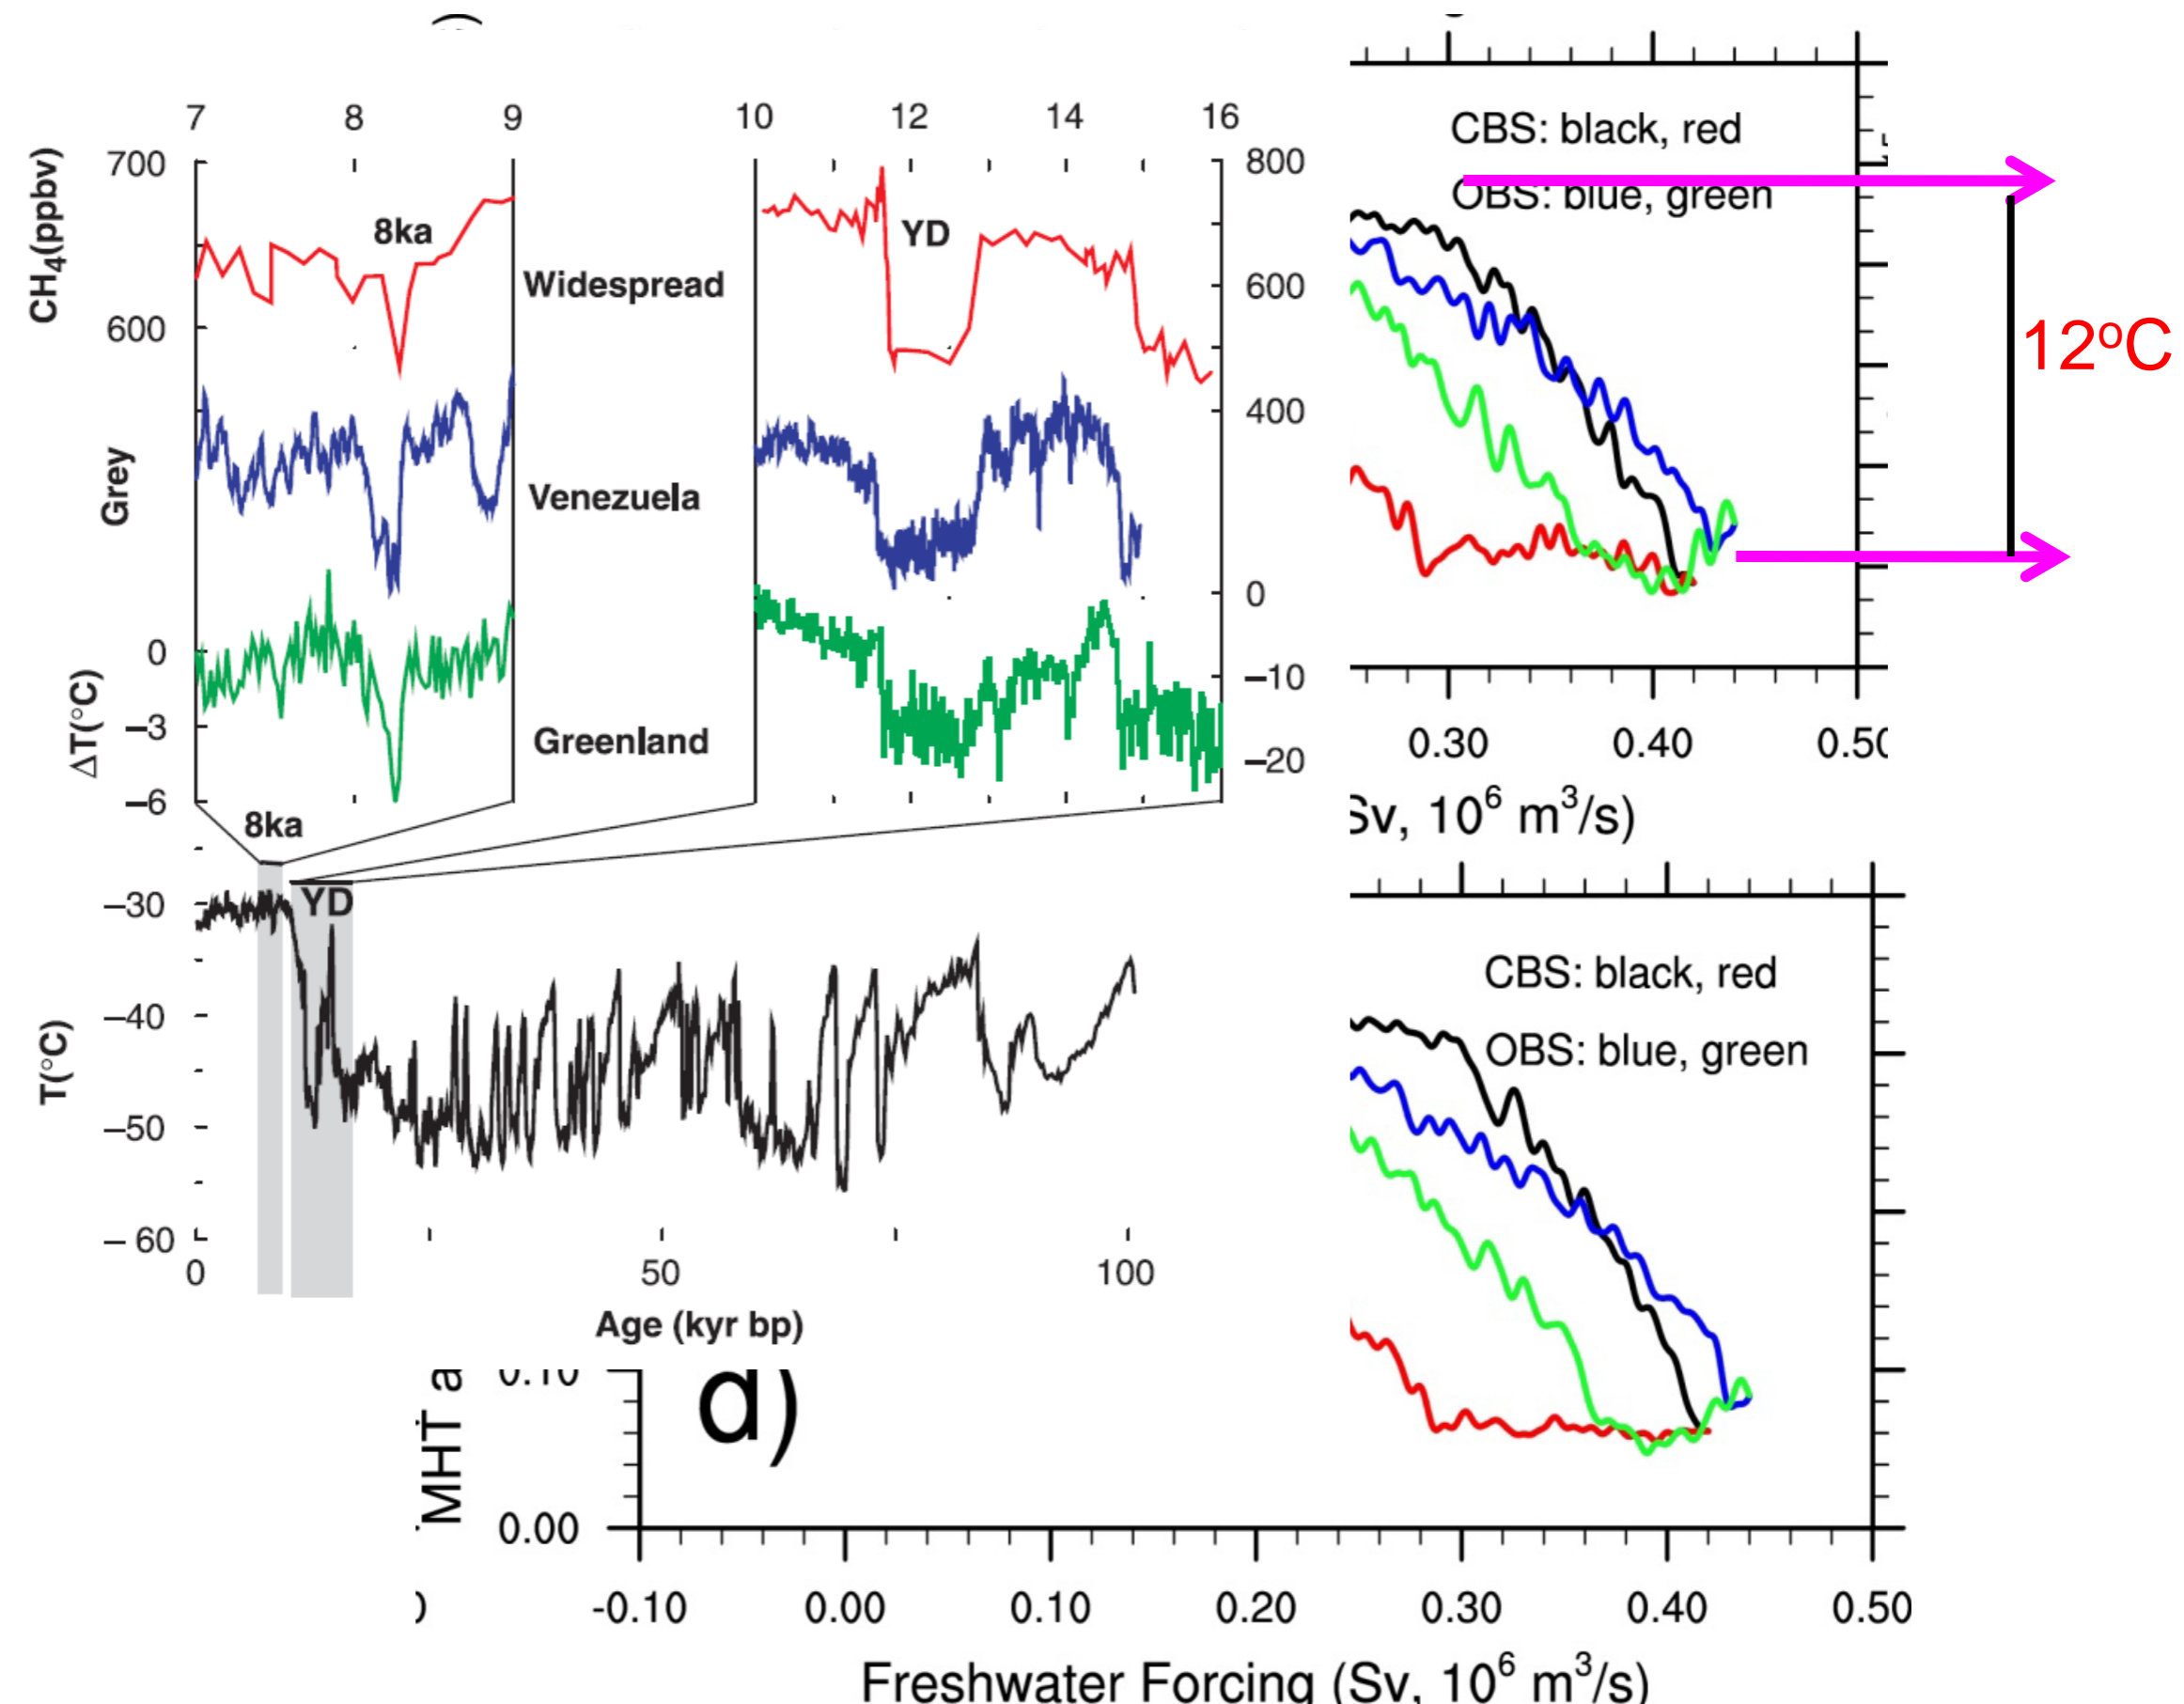 7 8 9
10 12 14 16
CH₄(ppbv)
700
600
8ka
Widespread
YD
800
600
400
Grey
Venezuela
0
ΔT(°C)
0
−3
−6
Greenland
−10
−20
8ka
YD
T(°C)
−30
−40
−50
−60
0 50 100
Age (kyr bp)
CBS: black, red
OBS: blue, green
12°C
0.30 0.40 0.50
Sv, 10⁶ m³/s)
CBS: black, red
OBS: blue, green
MHT a
0.10
d)
0.00
-0.10 0.00 0.10 0.20 0.30 0.40 0.50
Freshwater Forcing (Sv, 10⁶ m³/s)